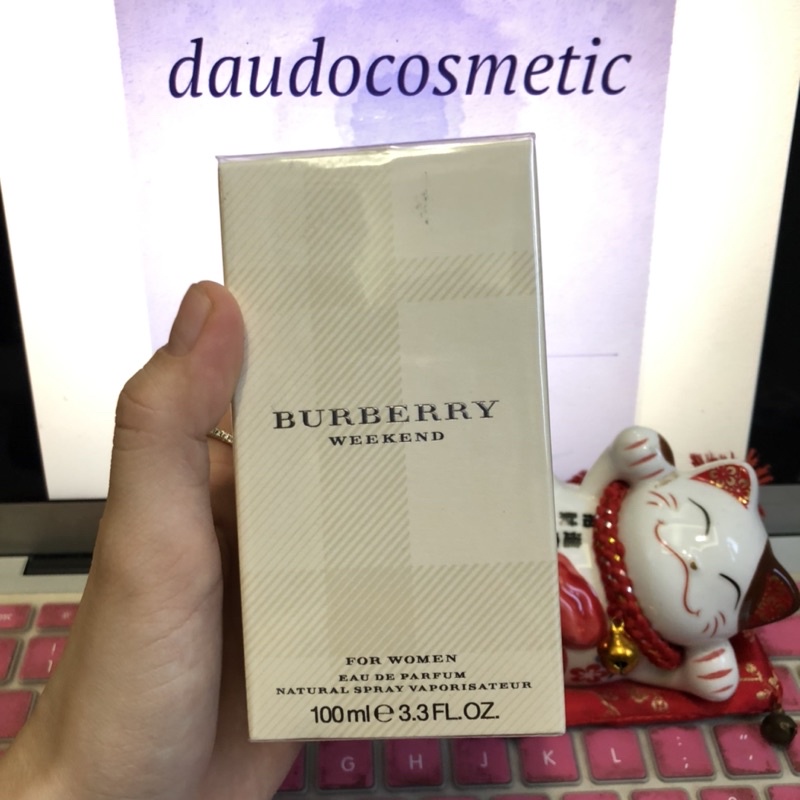 daudocosmetic
BURBERRY
WEEKEND
FOR WOMEN
EAU DE PARFUM
NATURAL SPRAY VAPORISATEUR
100 ml ℮ 3.3 FL.OZ.
G H J K L